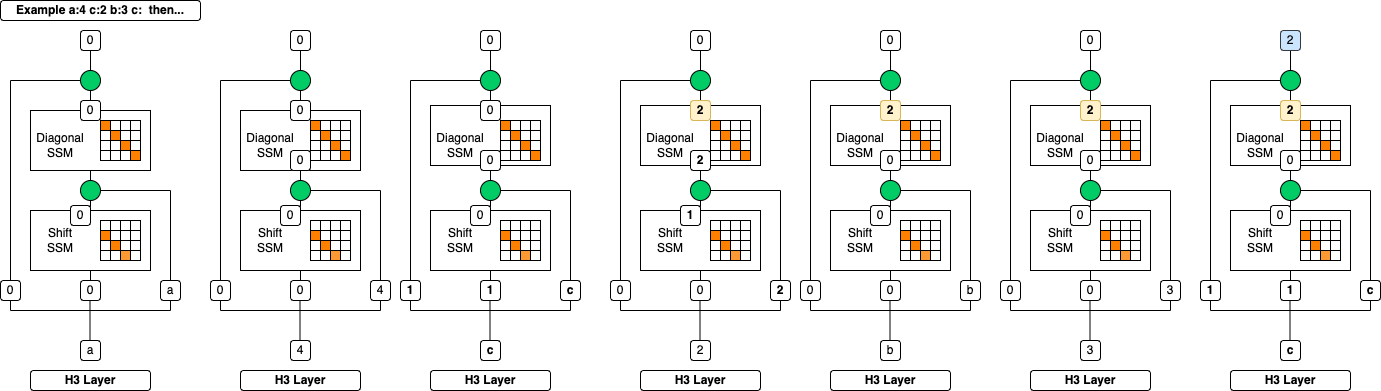 Example a:4 c:2 b:3 c: then...
0 0 0 0 0 0 2
0 0 0 2 2 2 2
Diagonal Diagonal Diagonal Diagonal Diagonal Diagonal Diagonal
SSM SSM SSM SSM SSM SSM SSM
0 0 2 0 0 0
0 0 0 1 0 0 0
Shift Shift Shift Shift Shift Shift Shift
SSM SSM SSM SSM SSM SSM SSM
0 0 a 0 0 4 1 1 c 0 0 2 0 0 b 0 0 3 1 1 c
a 4 c 2 b 3 c
H3 Layer H3 Layer H3 Layer H3 Layer H3 Layer H3 Layer H3 Layer